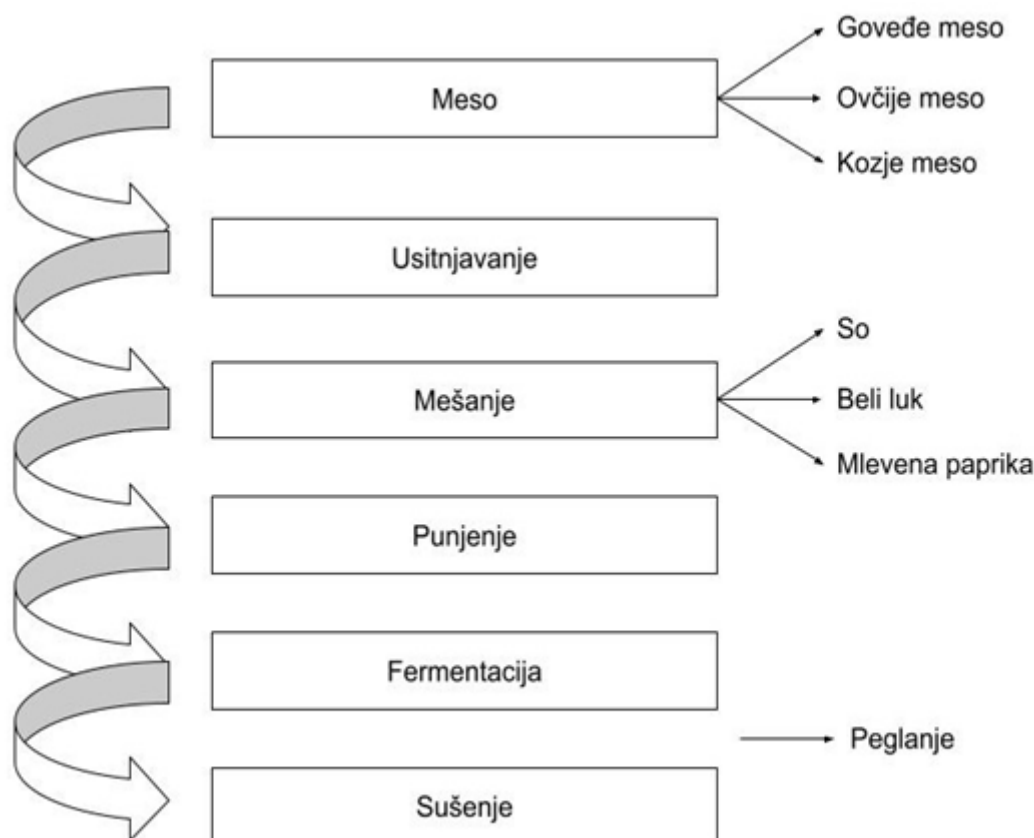 Goveđe meso
Meso
Ovčije meso
Kozje meso
Usitnjavanje
So
Mešanje
Beli luk
Mlevena paprika
Punjenje
Fermentacija
Peglanje
Sušenje